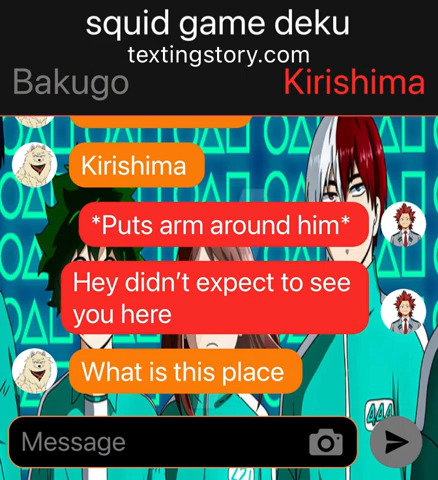 squid game deku
textingstory.com
Bakugo
Kirishima
Kirishima
*Puts arm around him*
Hey didn’t expect to see
you here
What is this place
Message